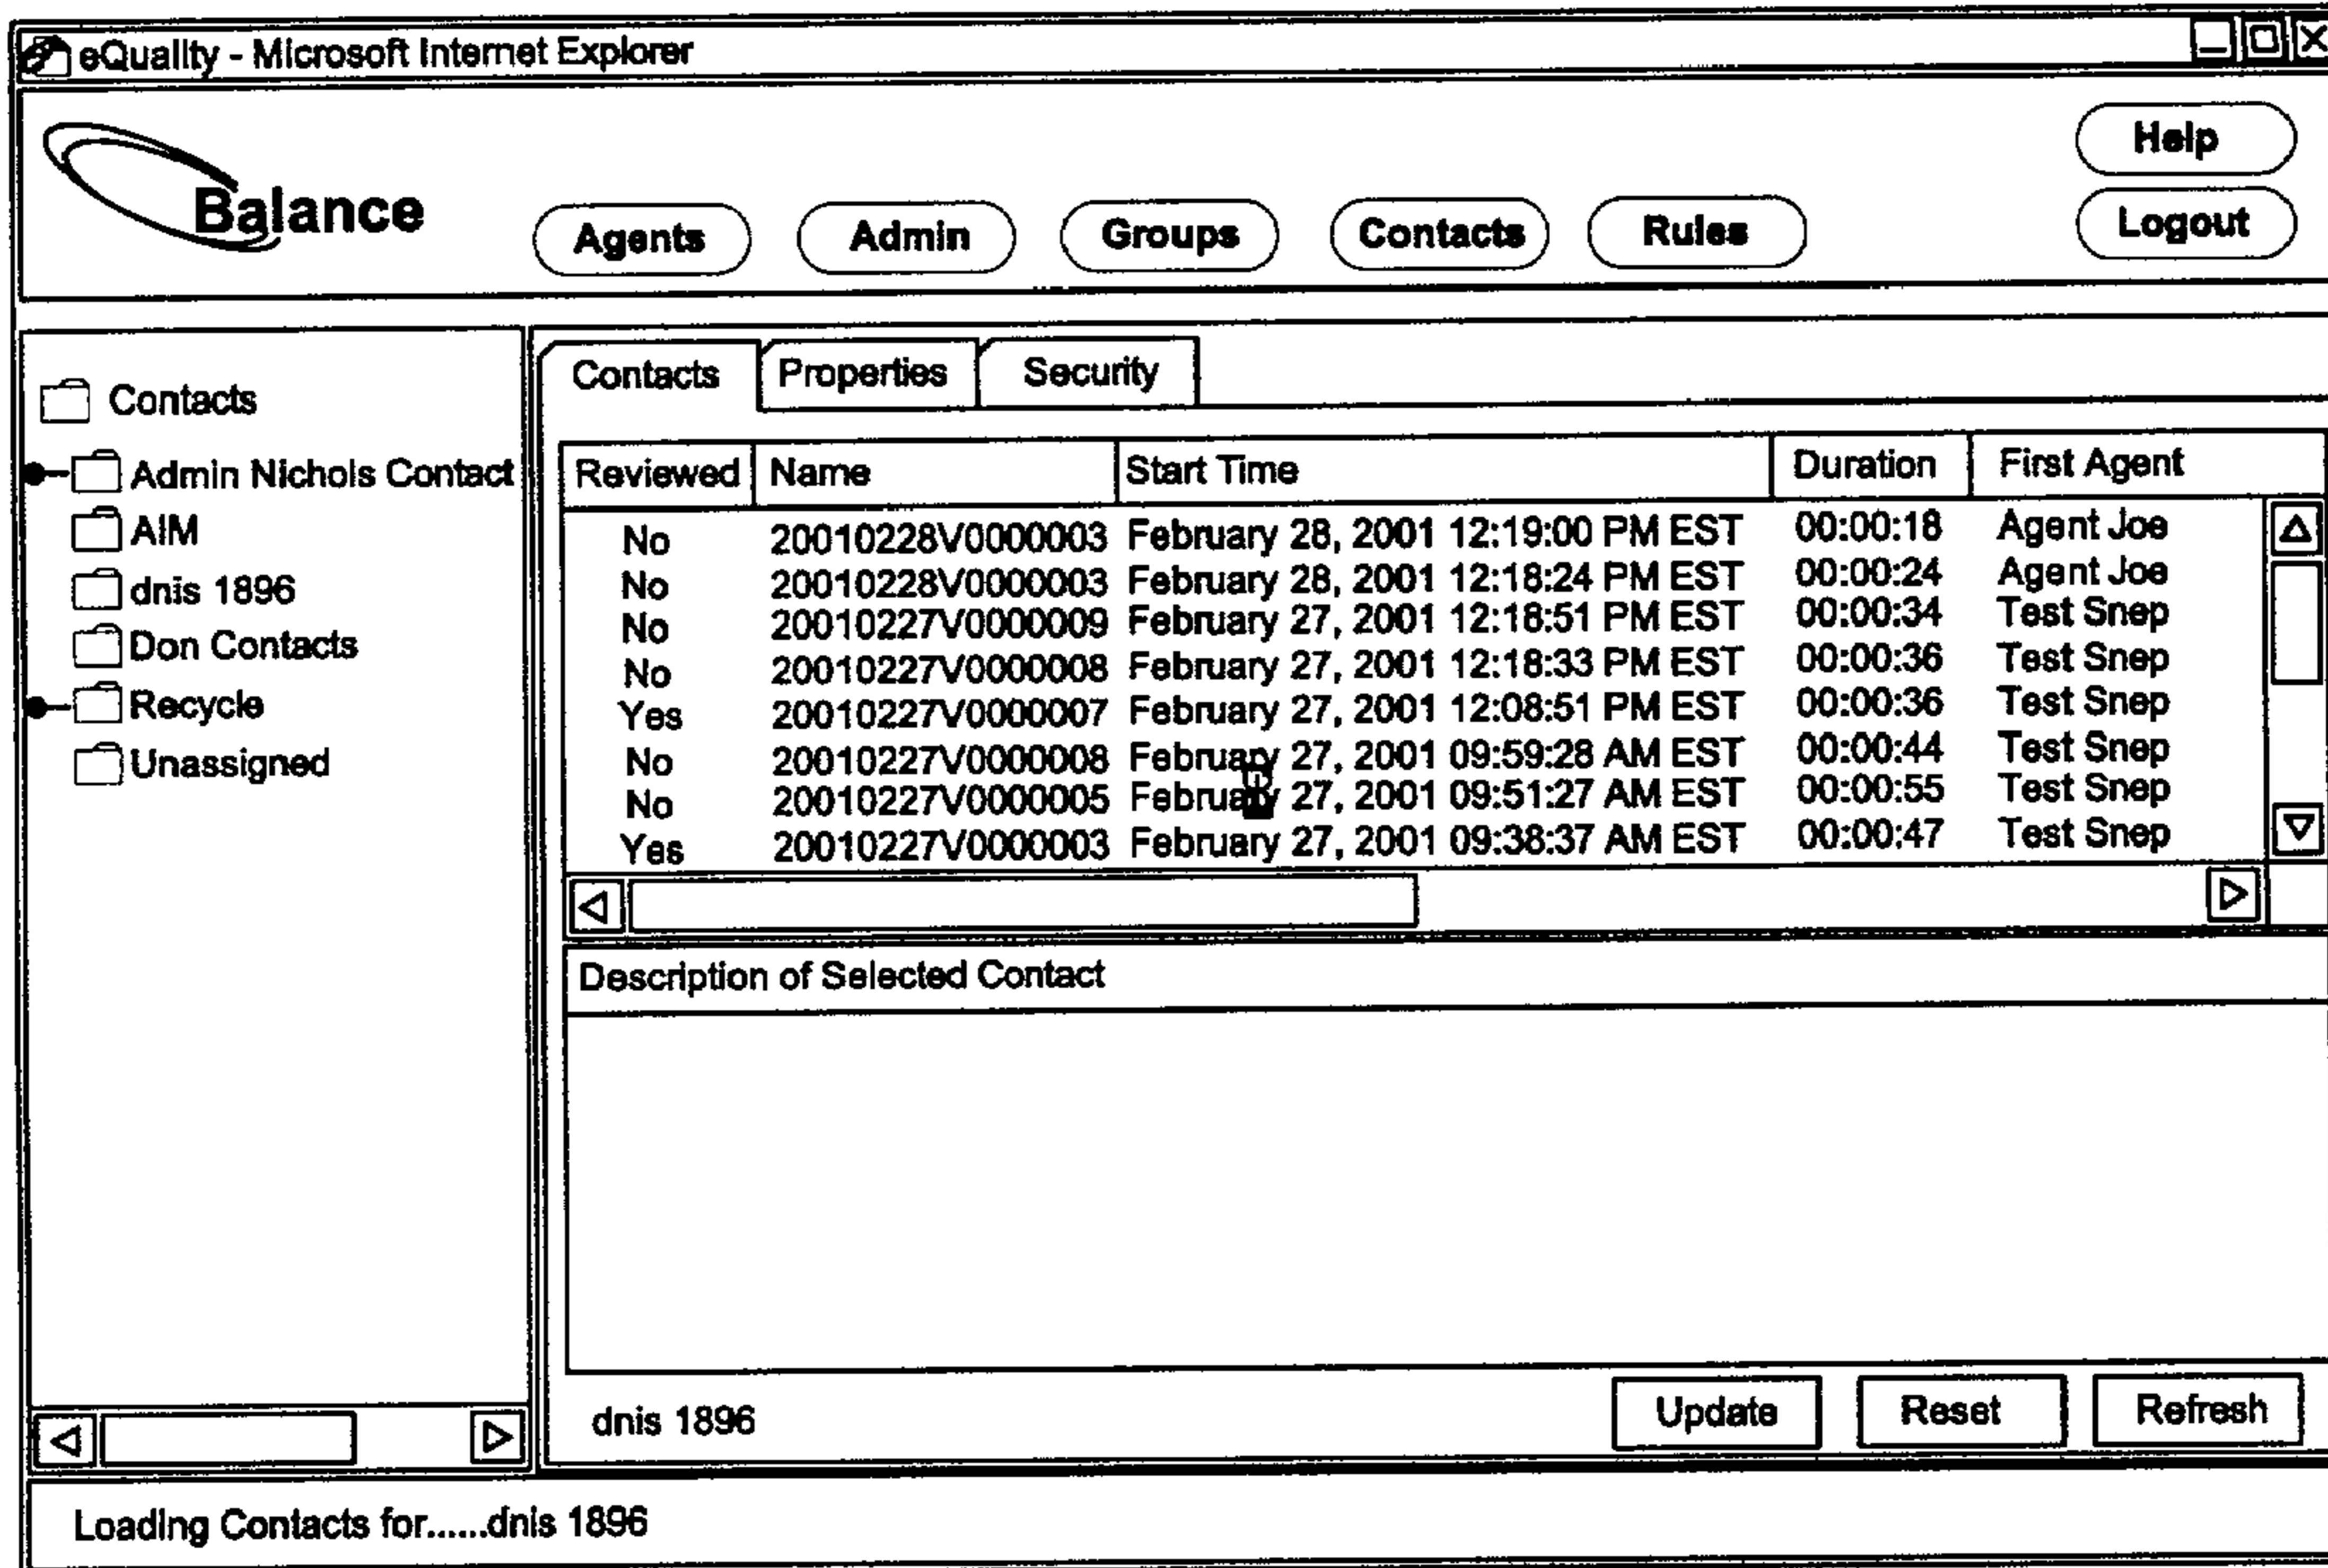 eQuality - Microsoft Internet Explorer
Help
Balance
Agents Admin Groups Contacts Rules Logout
Contacts Properties Security
Contacts
Admin Nichols Contact
AIM
dnis 1896
Don Contacts
Recycle
Unassigned
Reviewed Name Start Time Duration First Agent
No 20010228V0000003 February 28, 2001 12:19:00 PM EST 00:00:18 Agent Joe
No 20010228V0000003 February 28, 2001 12:18:24 PM EST 00:00:24 Agent Joe
No 20010227V0000009 February 27, 2001 12:18:51 PM EST 00:00:34 Test Snep
No 20010227V0000008 February 27, 2001 12:18:33 PM EST 00:00:36 Test Snep
Yes 20010227V0000007 February 27, 2001 12:08:51 PM EST 00:00:36 Test Snep
No 20010227V0000008 February 27, 2001 09:59:28 AM EST 00:00:44 Test Snep
No 20010227V0000005 February 27, 2001 09:51:27 AM EST 00:00:55 Test Snep
Yes 20010227V0000003 February 27, 2001 09:38:37 AM EST 00:00:47 Test Snep
Description of Selected Contact
dnis 1896 Update Reset Refresh
Loading Contacts for......dnis 1896